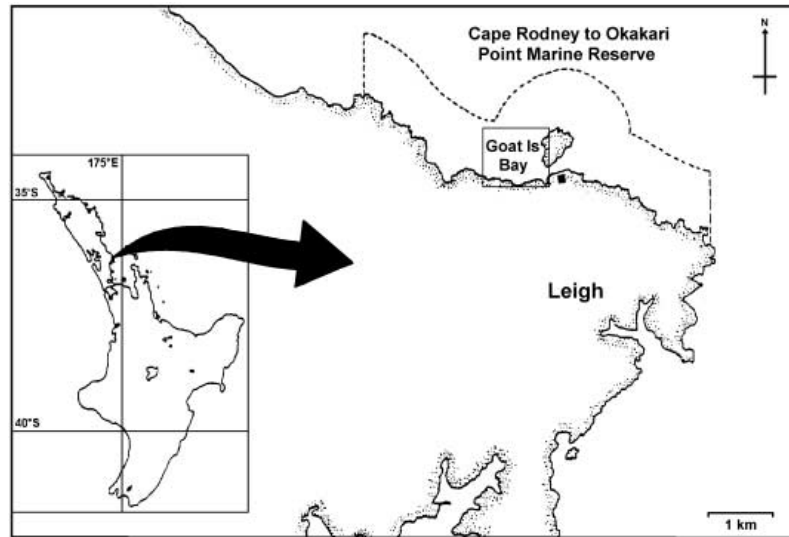 Cape Rodney to Okakari
Point Marine Reserve
N
Goat Is
Bay
175°E
35°S
Leigh
40°S
1 km